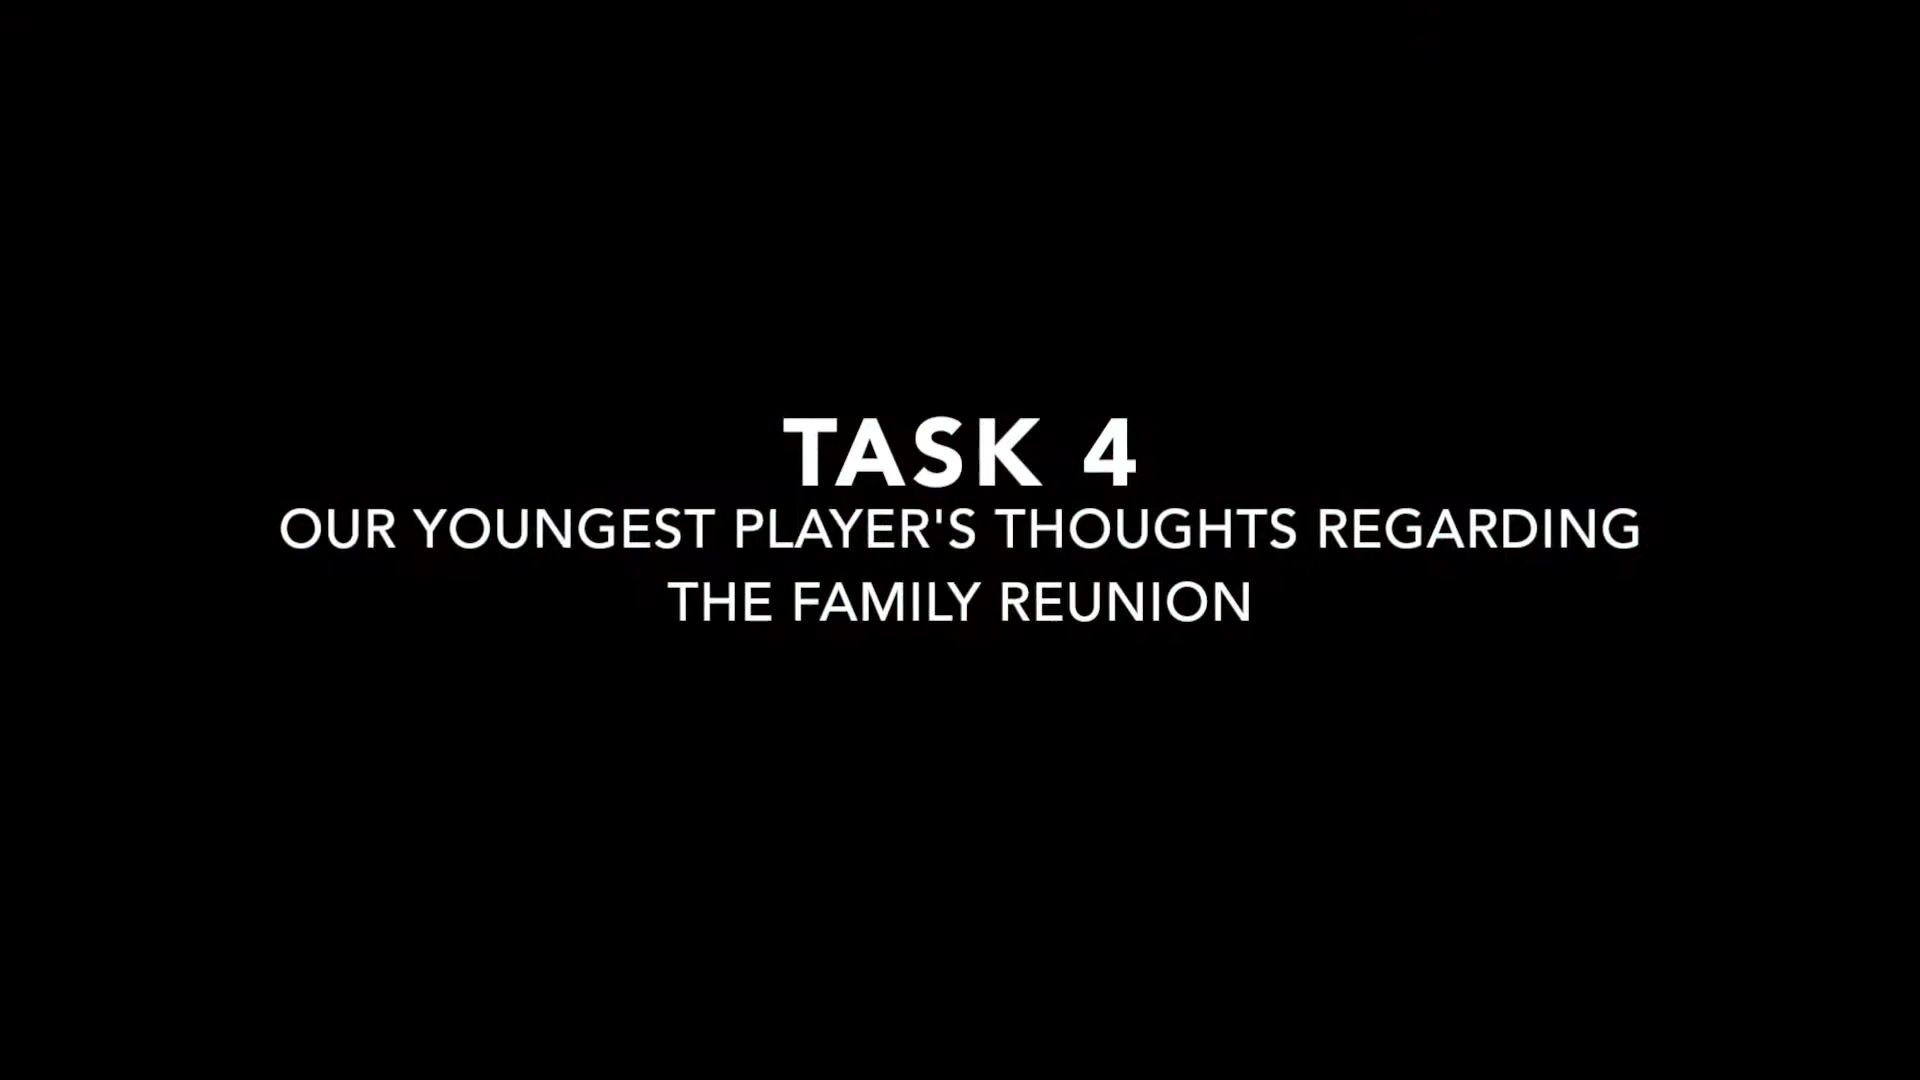 TASK 4
OUR YOUNGEST PLAYER'S THOUGHTS REGARDING
THE FAMILY REUNION